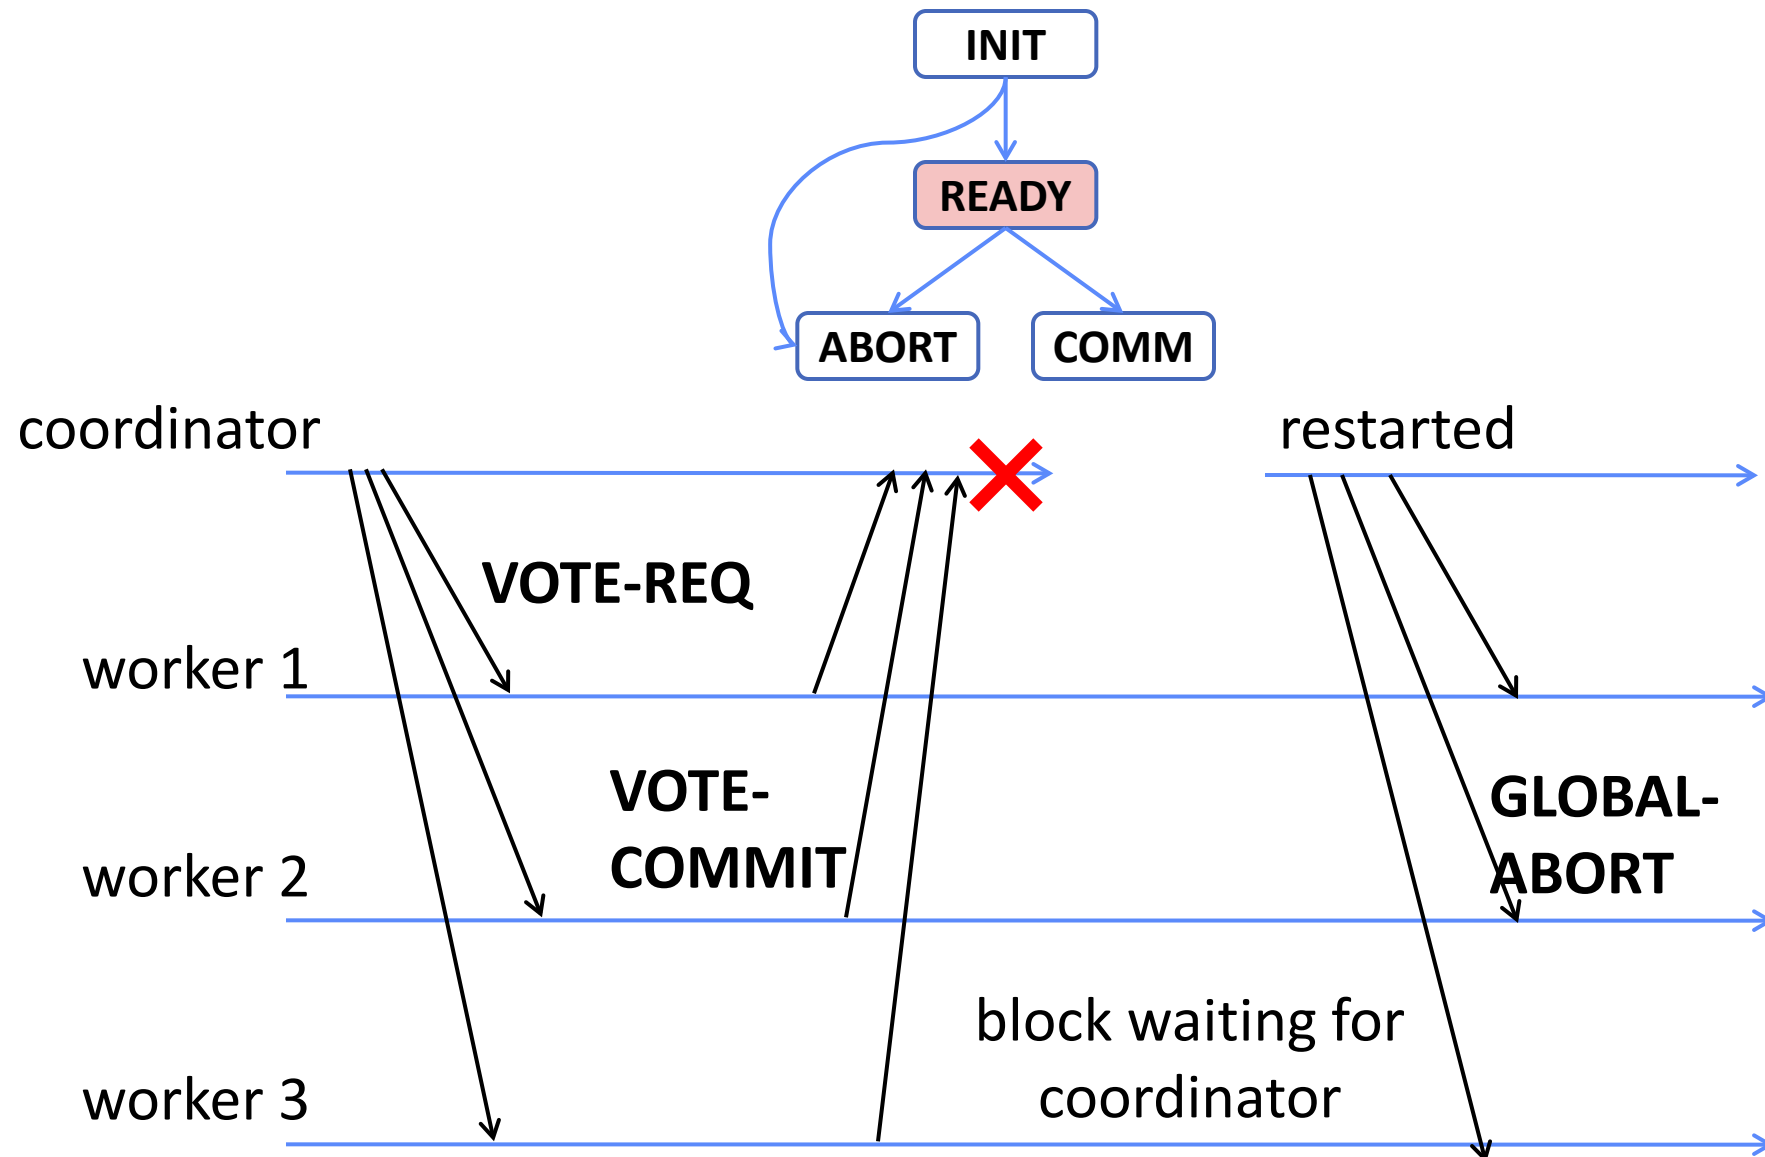 INIT
READY
ABORT
COMM
coordinator
restarted
VOTE-REQ
worker 1
VOTE-
COMMIT
GLOBAL-
ABORT
worker 2
block waiting for
coordinator
worker 3